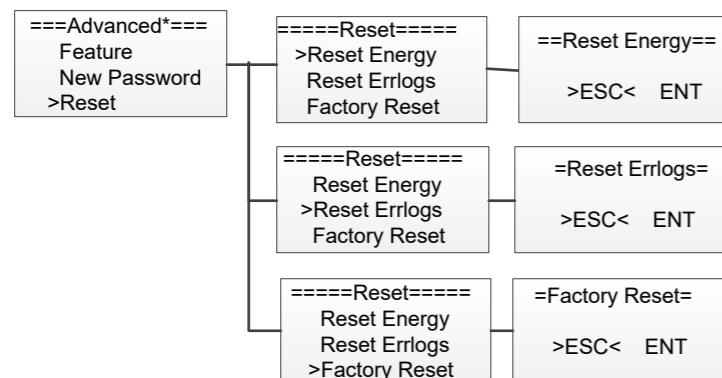 ===Advanced*===
Feature
New Password
>Reset
=====Reset=====
>Reset Energy
Reset Errlogs
Factory Reset
==Reset Energy==
>ESC< ENT
=====Reset=====
Reset Energy
>Reset Errlogs
Factory Reset
=Reset Errlogs=
>ESC< ENT
=====Reset=====
Reset Energy
Reset Errlogs
>Factory Reset
=Factory Reset=
>ESC< ENT